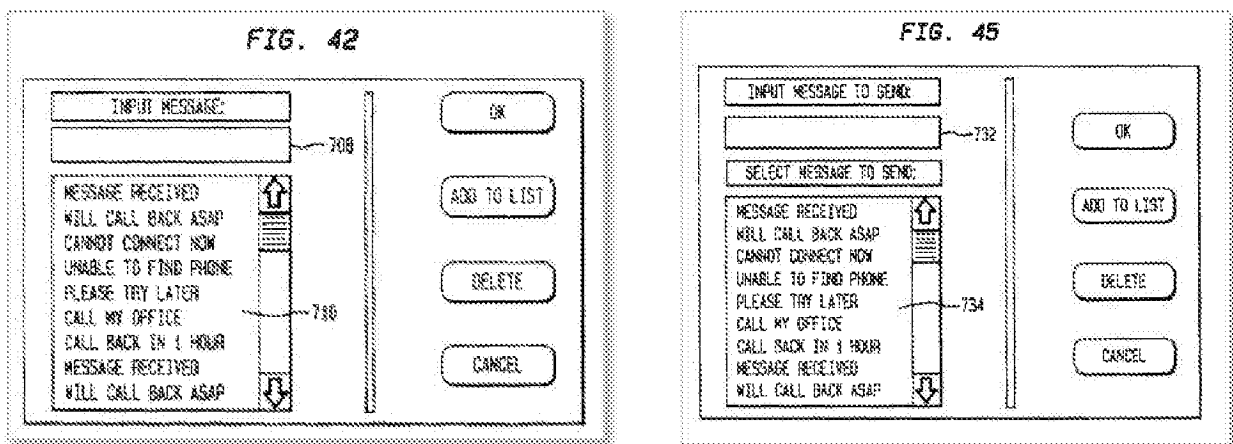 FIG. 42
INPUT MESSAGE:
708
MESSAGE RECEIVED
WILL CALL BACK ASAP
CANNOT CONNECT NOW
UNABLE TO FIND PHONE
PLEASE TRY LATER
CALL MY OFFICE
CALL BACK IN 1 HOUR
MESSAGE RECEIVED
WILL CALL BACK ASAP
710
OK
ADD TO LIST
DELETE
CANCEL
FIG. 45
INPUT MESSAGE TO SEND:
732
SELECT MESSAGE TO SEND:
MESSAGE RECEIVED
WILL CALL BACK ASAP
CANNOT CONNECT NOW
UNABLE TO FIND PHONE
PLEASE TRY LATER
CALL MY OFFICE
CALL BACK IN 1 HOUR
MESSAGE RECEIVED
WILL CALL BACK ASAP
734
OK
ADD TO LIST
DELETE
CANCEL